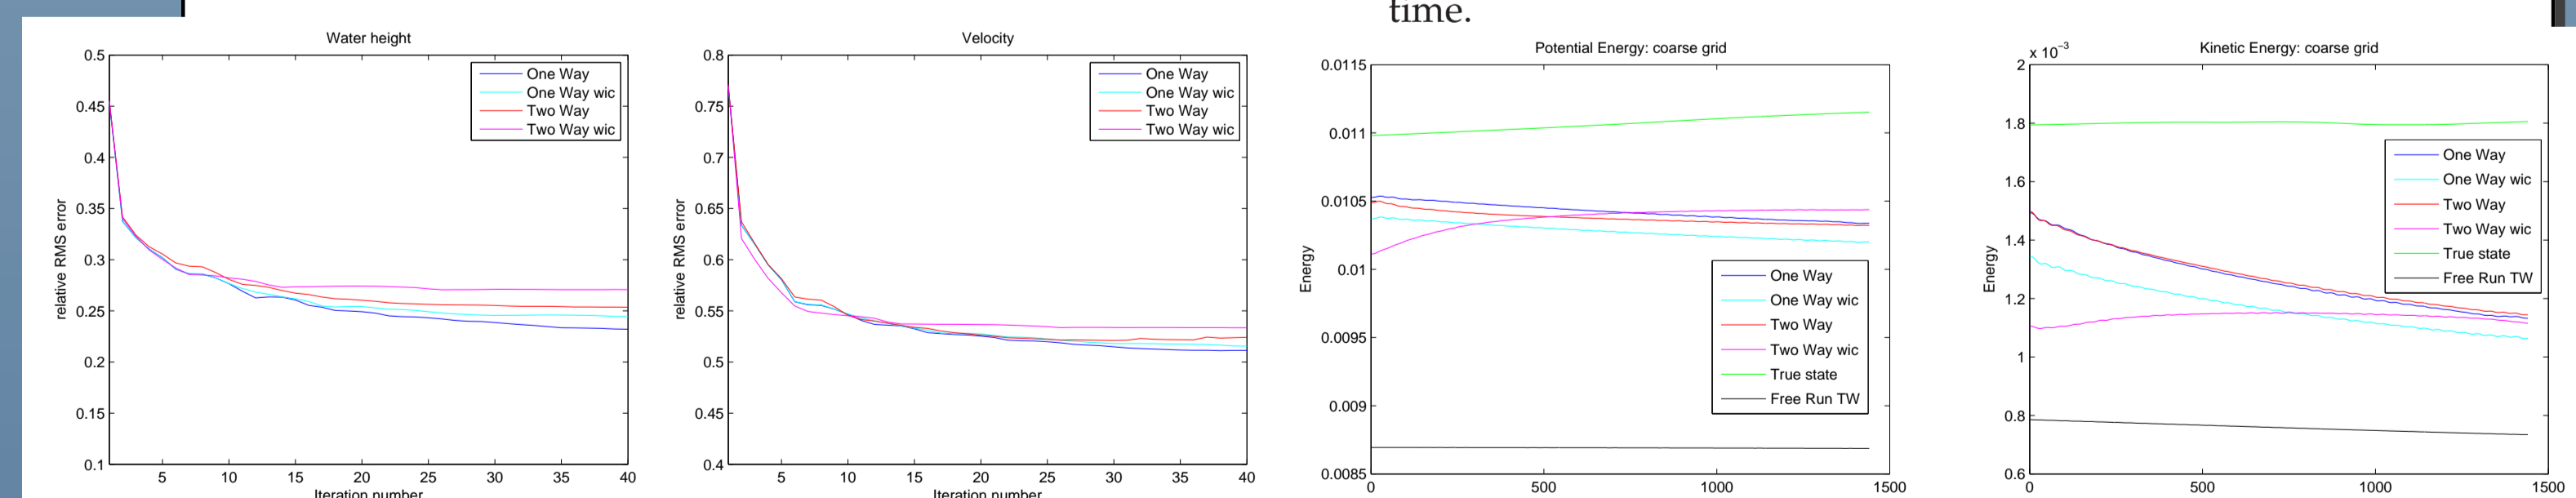 time.
Water height
0.5
0.45
0.4
0.35
0.3
0.25
0.2
0.15
0.1
relative RMS error
5 10 15 20 25 30 35 40
Iteration number
One Way
One Way wic
Two Way
Two Way wic
Velocity
0.8
0.75
0.7
0.65
0.6
0.55
0.5
0.45
0.4
relative RMS error
5 10 15 20 25 30 35 40
Iteration number
One Way
One Way wic
Two Way
Two Way wic
Potential Energy: coarse grid
0.0115
0.011
0.0105
0.01
0.0095
0.009
0.0085
Energy
0 500 1000 1500
One Way
One Way wic
Two Way
Two Way wic
True state
Free Run TW
Kinetic Energy: coarse grid
x 10⁻³
2
1.8
1.6
1.4
1.2
1
0.8
0.6
Energy
0 500 1000 1500
One Way
One Way wic
Two Way
Two Way wic
True state
Free Run TW